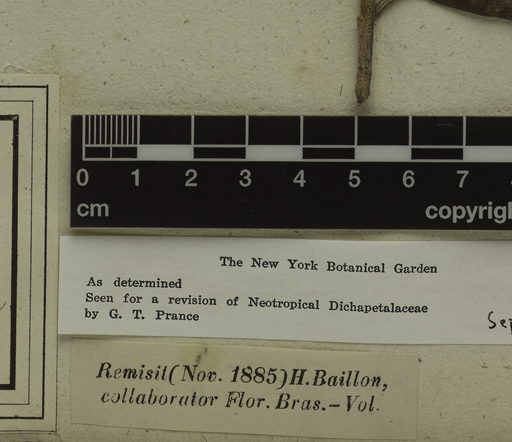 0 1 2 3 4 5 6 7
cm copyrigh
The New York Botanical Garden
As determined
Seen for a revision of Neotropical Dichapetalaceae
by G. T. Prance Sep
Remisit (Nov. 1885) H. Baillon,
collaborator Flor. Bras. - Vol.